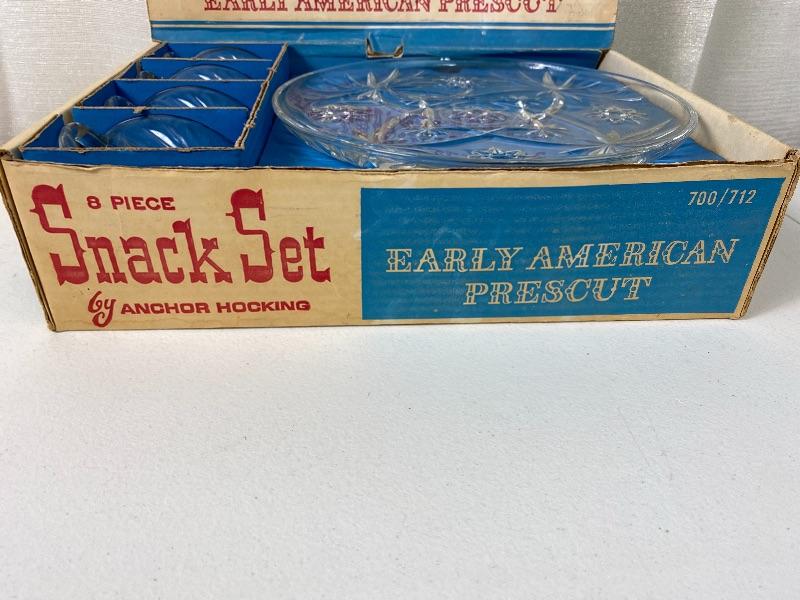 EARLY AMERICAN PRESCUT
8 PIECE
Snack Set
by ANCHOR HOCKING
700/712
EARLY AMERICAN
PRESCUT